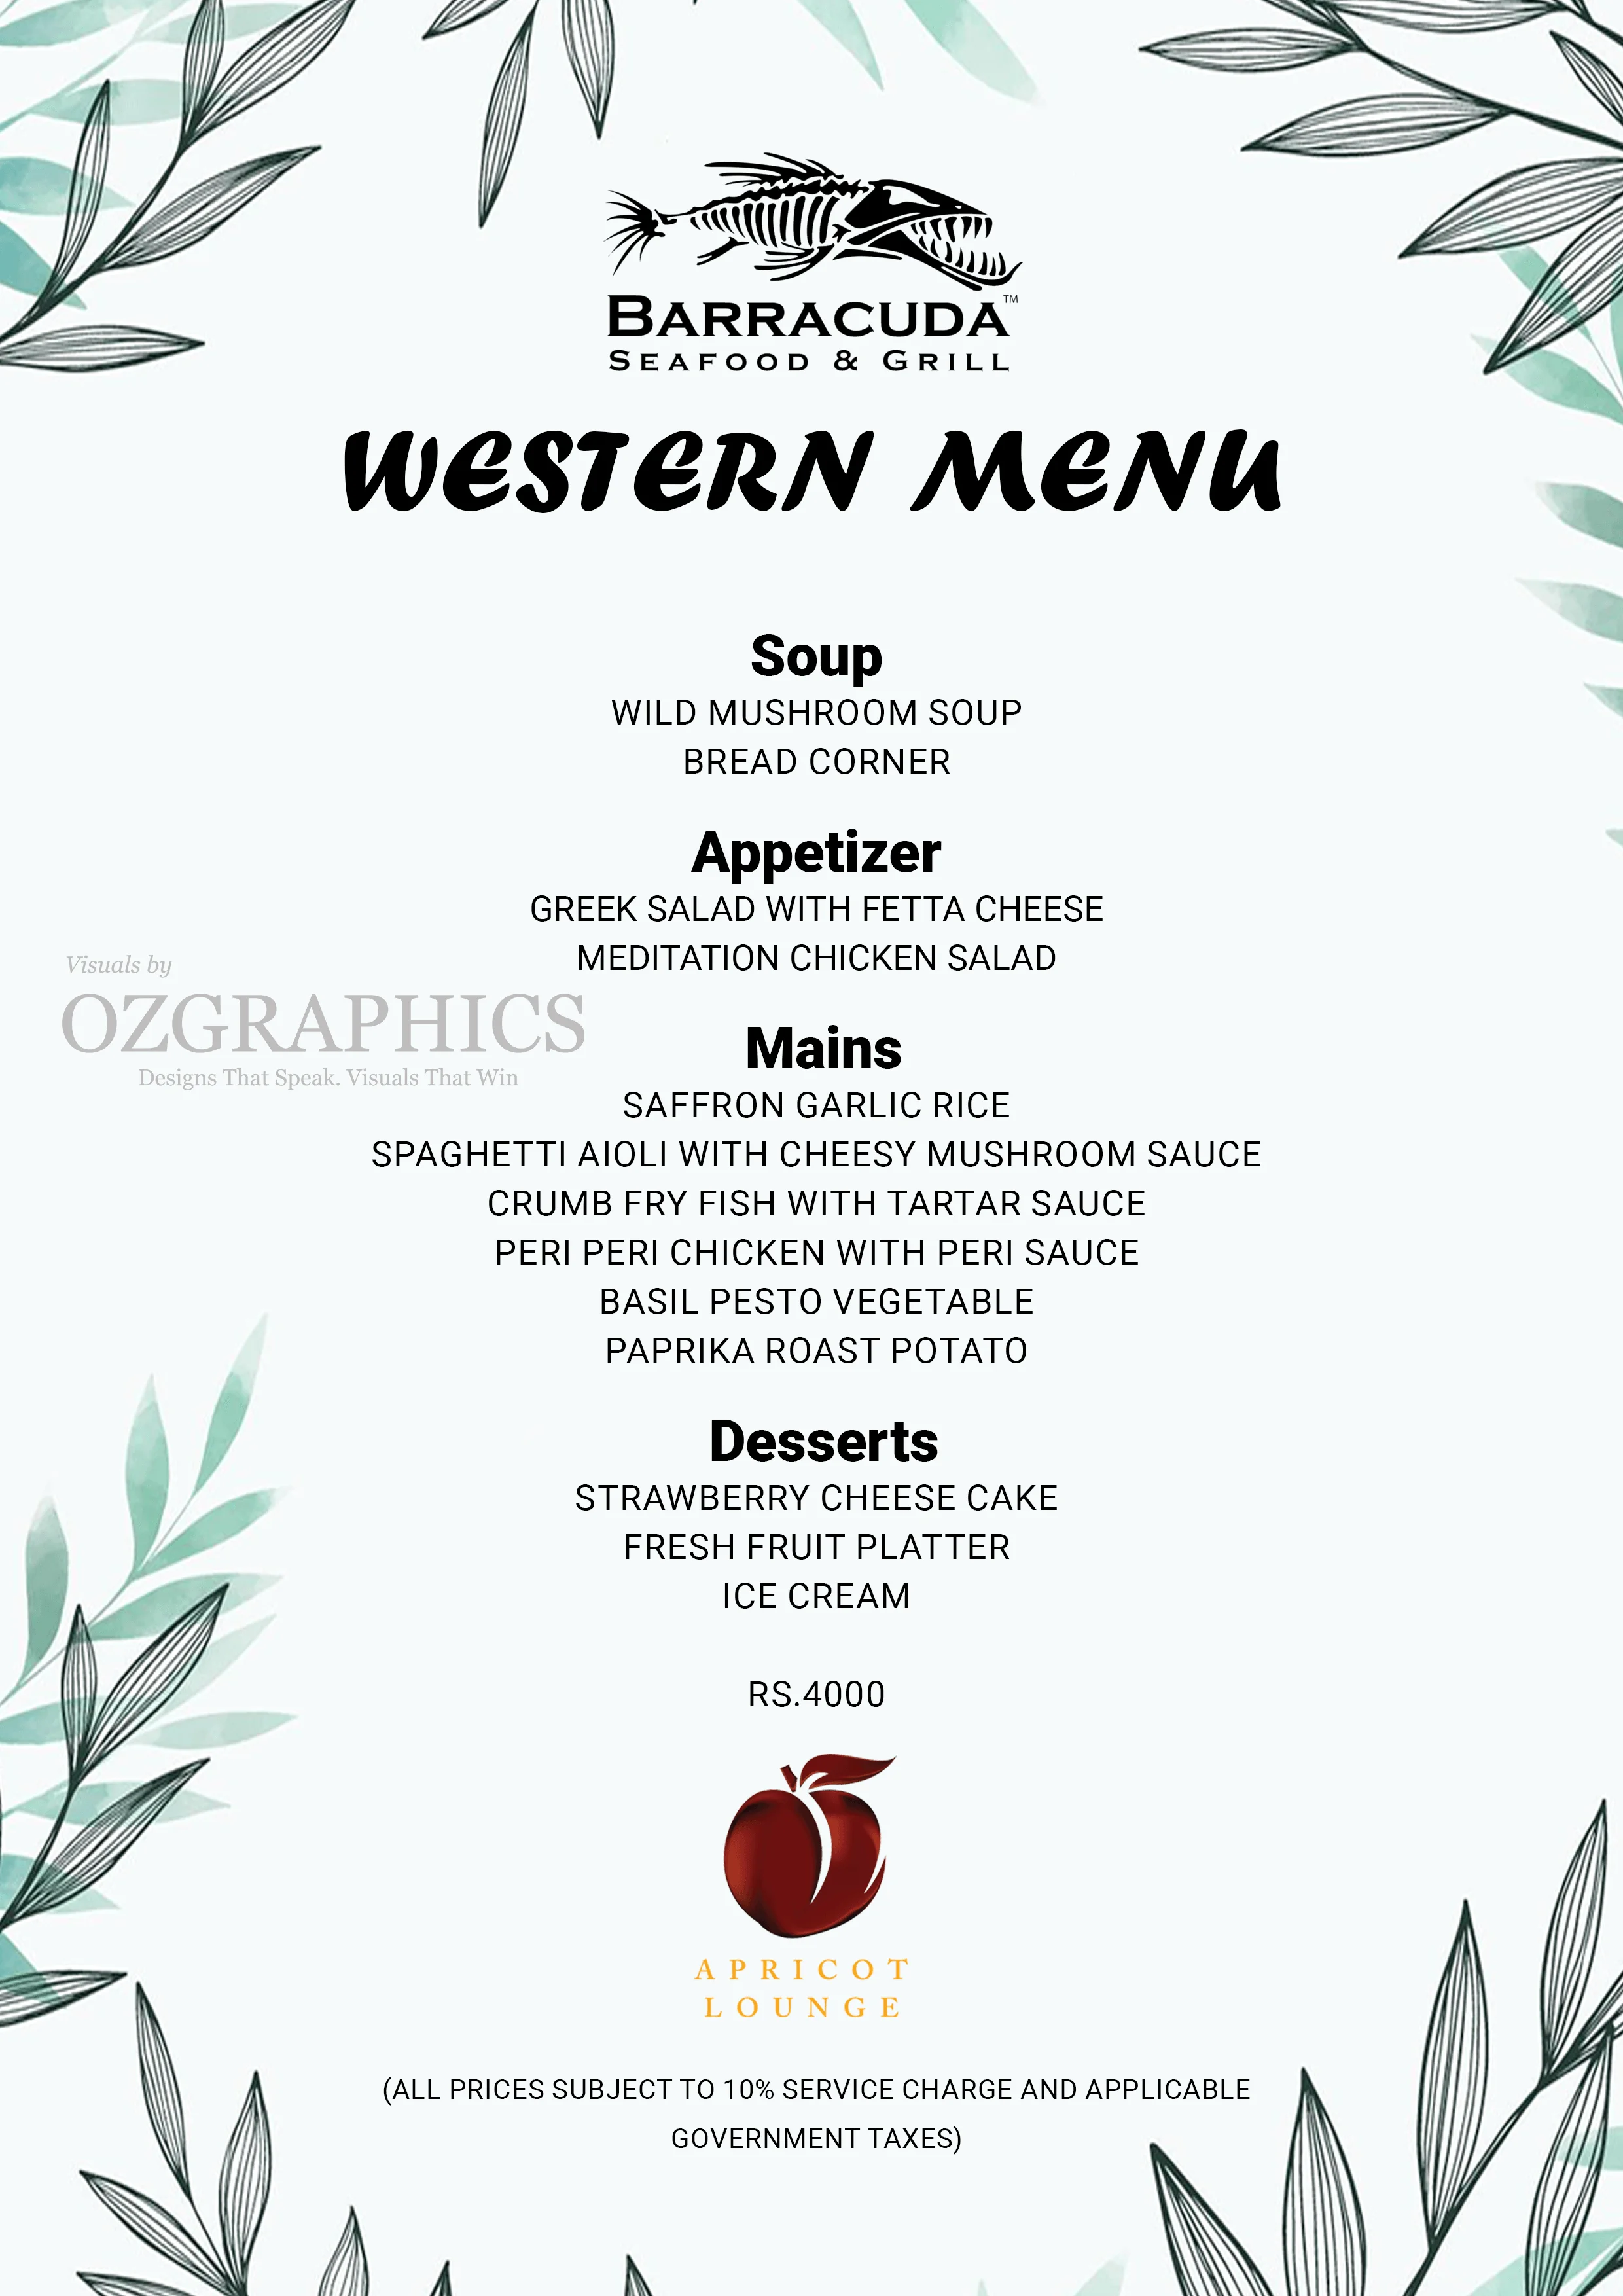 BARRACUDA™
SEAFOOD & GRILL
WESTERN MENU
Soup
WILD MUSHROOM SOUP
BREAD CORNER
Appetizer
GREEK SALAD WITH FETTA CHEESE
MEDITATION CHICKEN SALAD
Visuals by
OZGRAPHICS
Designs That Speak. Visuals That Win
Mains
SAFFRON GARLIC RICE
SPAGHETTI AIOLI WITH CHEESY MUSHROOM SAUCE
CRUMB FRY FISH WITH TARTAR SAUCE
PERI PERI CHICKEN WITH PERI SAUCE
BASIL PESTO VEGETABLE
PAPRIKA ROAST POTATO
Desserts
STRAWBERRY CHEESE CAKE
FRESH FRUIT PLATTER
ICE CREAM
RS.4000
APRICOT
LOUNGE
(ALL PRICES SUBJECT TO 10% SERVICE CHARGE AND APPLICABLE
GOVERNMENT TAXES)